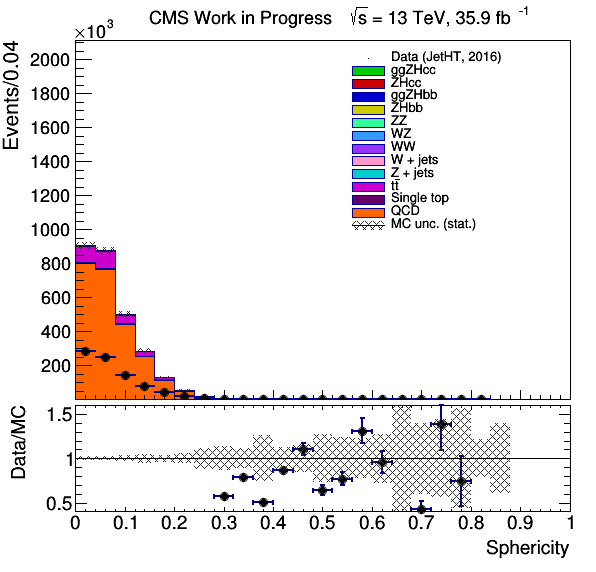 CMS Work in Progress √s = 13 TeV, 35.9 fb⁻¹
×10³
Events/0.04
2000
1800
1600
1400
1200
1000
800
600
400
200
Data (JetHT, 2016)
ggZHcc
ZHcc
ggZHbb
ZHbb
ZZ
WZ
WW
W + jets
Z + jets
tt̄
Single top
QCD
MC unc. (stat.)
Data/MC
1.5
1
0.5
0 0.1 0.2 0.3 0.4 0.5 0.6 0.7 0.8 0.9 1
Sphericity